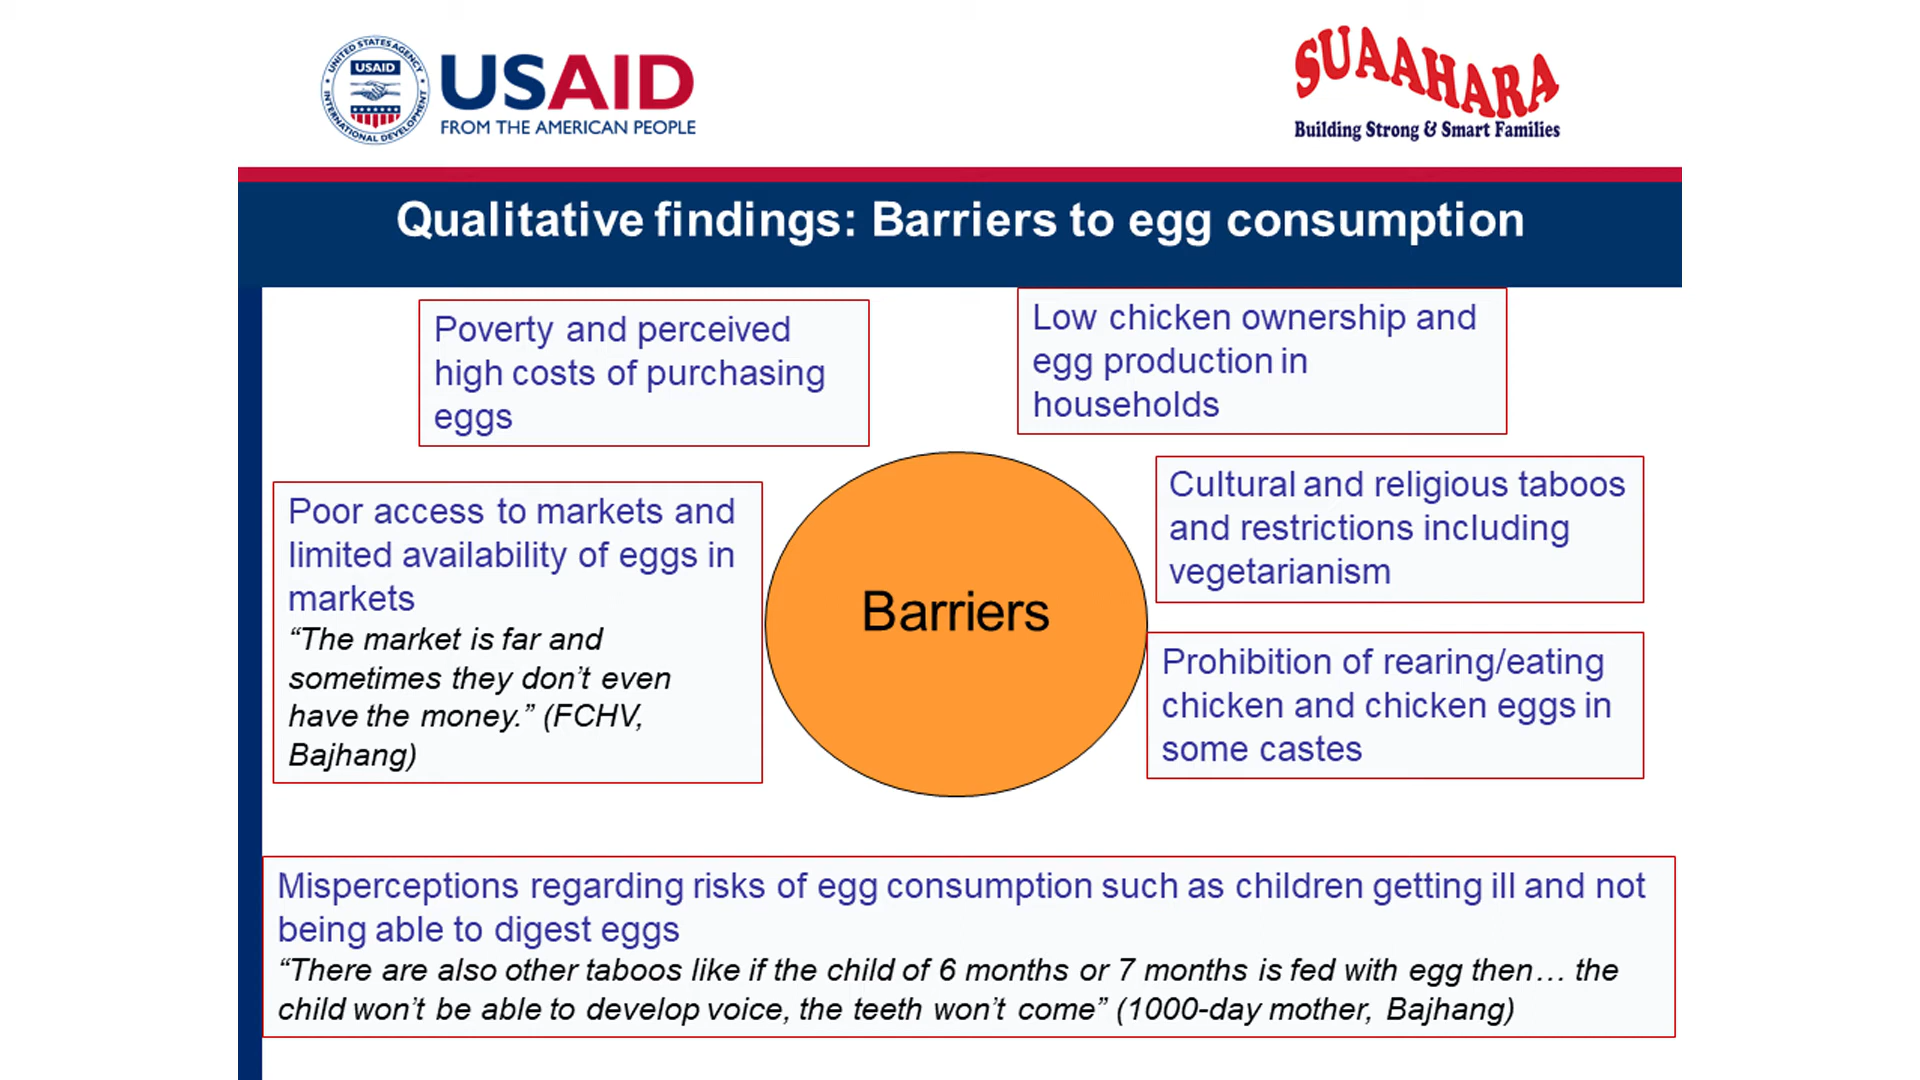 UNITED STATES AGENCY
USAID
INTERNATIONAL DEVELOPMENT
USAID
FROM THE AMERICAN PEOPLE
SUAAHARA
Building Strong & Smart Families
Qualitative findings: Barriers to egg consumption
Poverty and perceived
high costs of purchasing
eggs
Low chicken ownership and
egg production in
households
Poor access to markets and
limited availability of eggs in
markets
“The market is far and
sometimes they don’t even
have the money.” (FCHV,
Bajhang)
Barriers
Cultural and religious taboos
and restrictions including
vegetarianism
Prohibition of rearing/eating
chicken and chicken eggs in
some castes
Misperceptions regarding risks of egg consumption such as children getting ill and not
being able to digest eggs
“There are also other taboos like if the child of 6 months or 7 months is fed with egg then… the
child won’t be able to develop voice, the teeth won’t come” (1000-day mother, Bajhang)